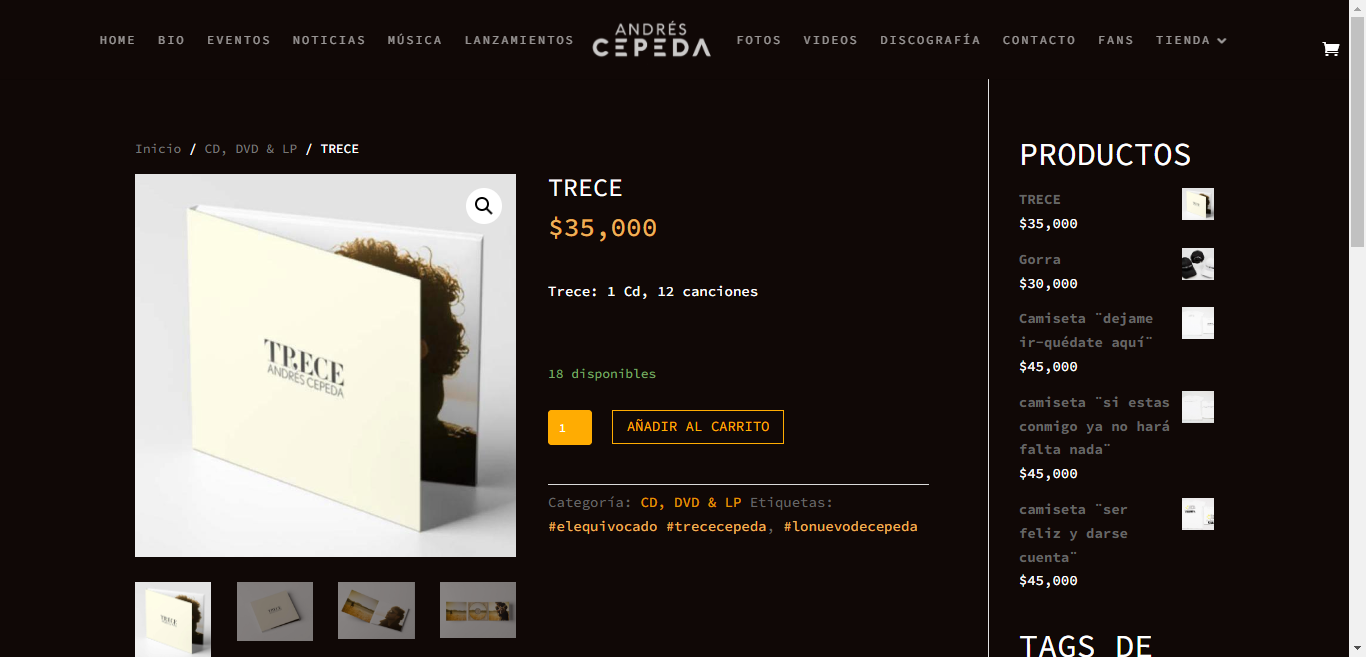 HOME BIO EVENTOS NOTICIAS MÚSICA LANZAMIENTOS ANDRÉS CEPEDA FOTOS VIDEOS DISCOGRAFÍA CONTACTO FANS TIENDA
Inicio / CD, DVD & LP / TRECE
TRECE
ANDRÉS CEPEDA
TRECE
$35,000
Trece: 1 Cd, 12 canciones
18 disponibles
1
AÑADIR AL CARRITO
Categoría: CD, DVD & LP Etiquetas:
#elequivocado #trececepeda, #lonuevodecepeda
TRECE
TRECE
PRODUCTOS
TRECE
$35,000
Gorra
$30,000
Camiseta ¨dejame
ir-quédate aquí¨
$45,000
camiseta ¨si estas
conmigo ya no hará
falta nada¨
$45,000
camiseta ¨ser
feliz y darse
cuenta¨
$45,000
TAGS DE